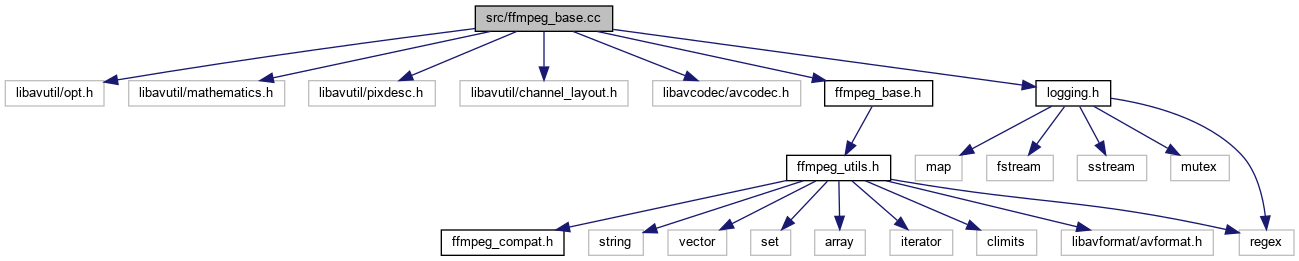 src/ffmpeg_base.cc
libavutil/opt.h
libavutil/mathematics.h
libavutil/pixdesc.h
libavutil/channel_layout.h
libavcodec/avcodec.h
ffmpeg_base.h
logging.h
ffmpeg_utils.h
map
fstream
sstream
mutex
ffmpeg_compat.h
string
vector
set
array
iterator
climits
libavformat/avformat.h
regex